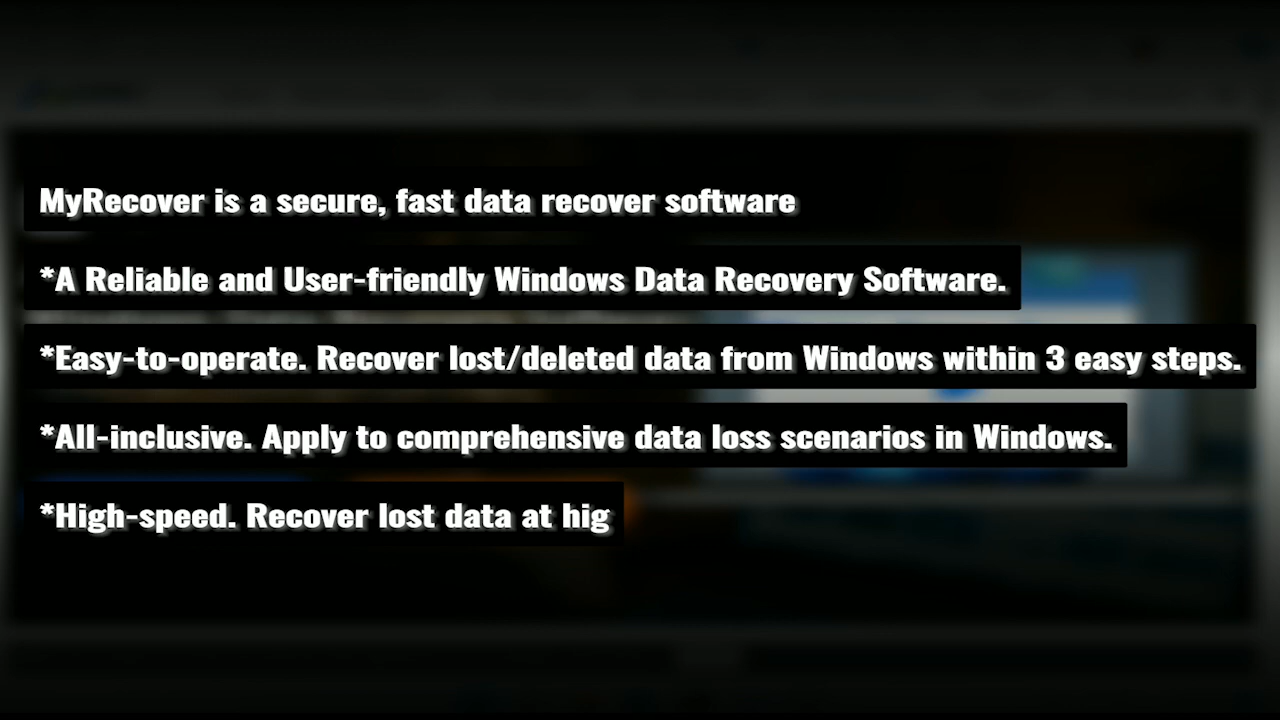 MyRecover is a secure, fast data recover software
*A Reliable and User-friendly Windows Data Recovery Software.
*Easy-to-operate. Recover lost/deleted data from Windows within 3 easy steps.
*All-inclusive. Apply to comprehensive data loss scenarios in Windows.
*High-speed. Recover lost data at hig